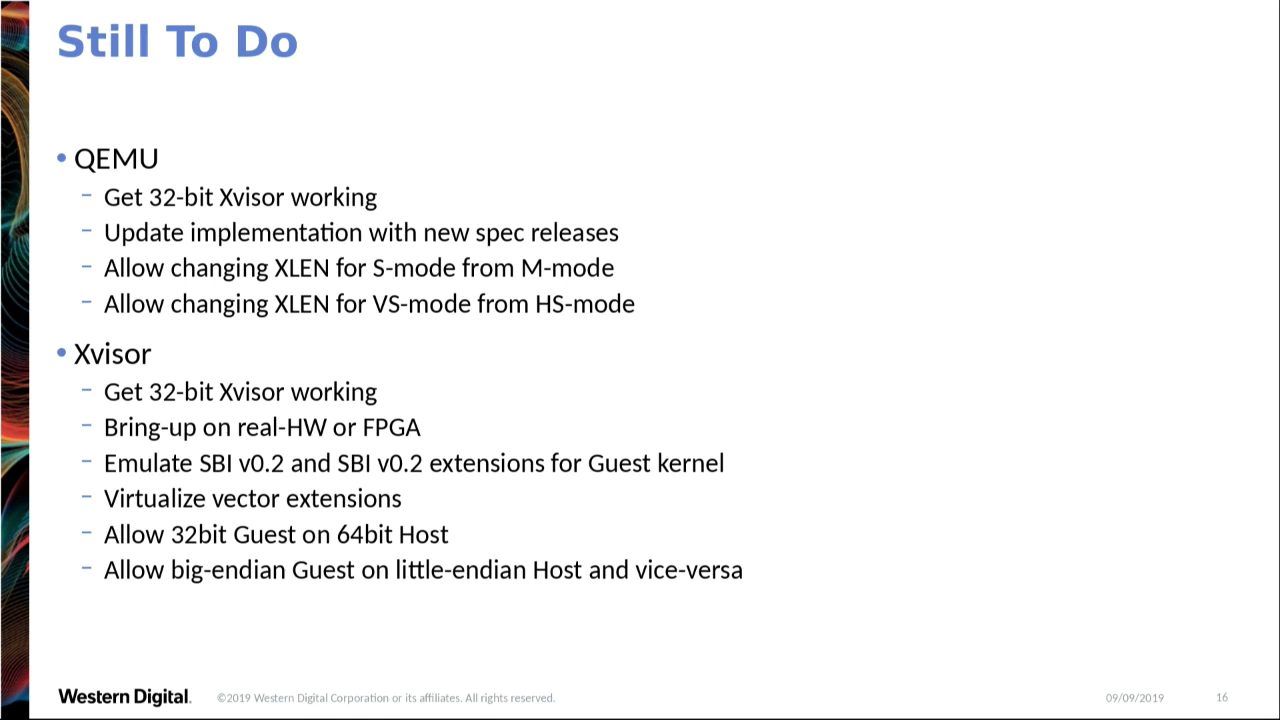 Still To Do
• QEMU
– Get 32-bit Xvisor working
– Update implementation with new spec releases
– Allow changing XLEN for S-mode from M-mode
– Allow changing XLEN for VS-mode from HS-mode
• Xvisor
– Get 32-bit Xvisor working
– Bring-up on real-HW or FPGA
– Emulate SBI v0.2 and SBI v0.2 extensions for Guest kernel
– Virtualize vector extensions
– Allow 32bit Guest on 64bit Host
– Allow big-endian Guest on little-endian Host and vice-versa
Western Digital. ©2019 Western Digital Corporation or its affiliates. All rights reserved. 09/09/2019 16